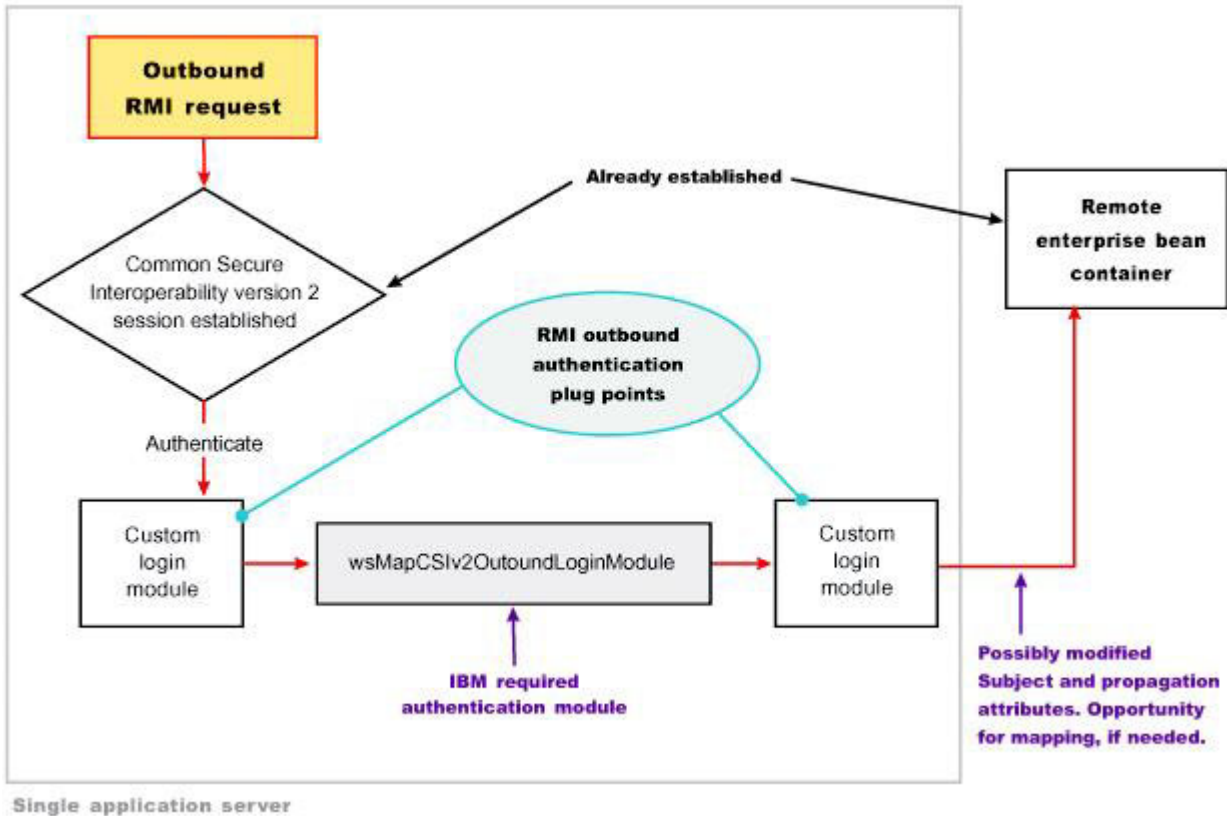 Outbound
RMI request
Already established
Remote
enterprise bean
container
Common Secure
Interoperability version 2
session established
RMI outbound
authentication
plug points
Authenticate
Custom
login
module
wsMapCSIv2OutoundLoginModule
Custom
login
module
IBM required
authentication module
Possibly modified
Subject and propagation
attributes. Opportunity
for mapping, if needed.
Single application server